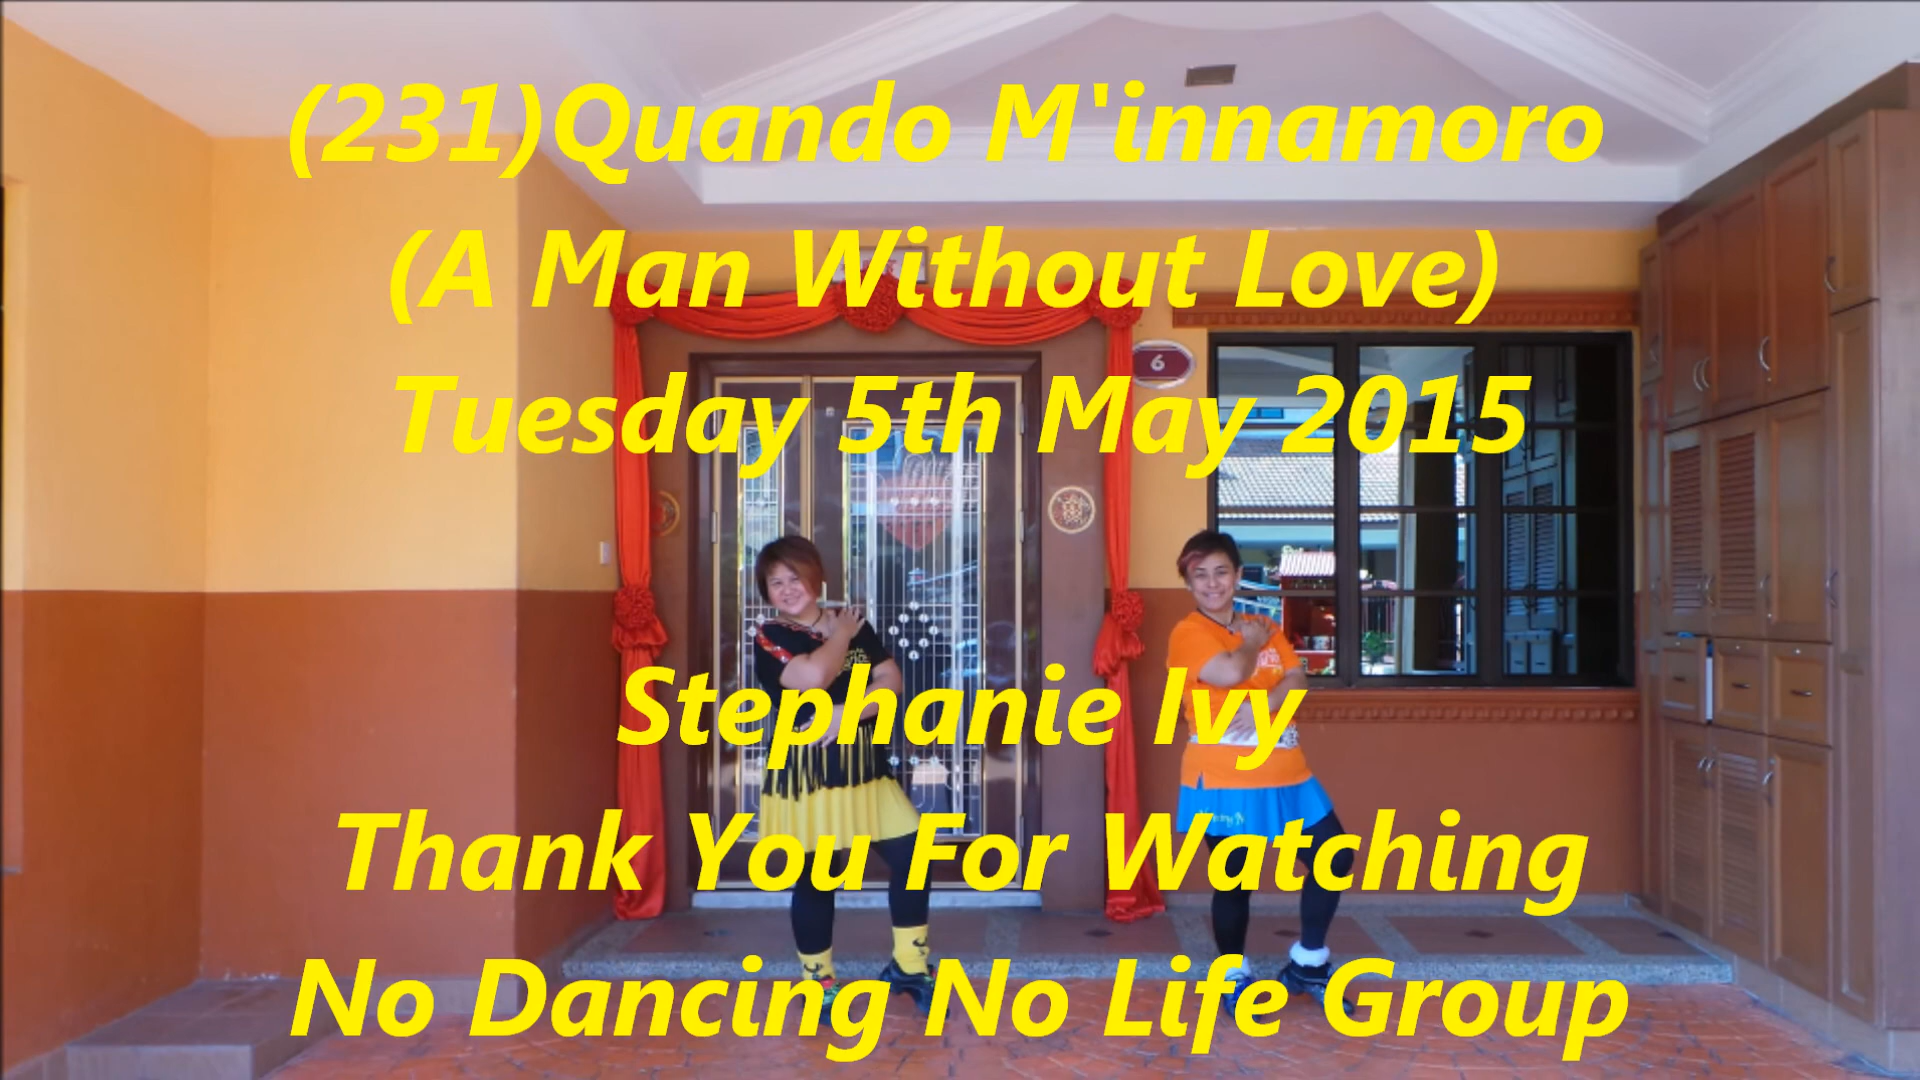 (231)Quando M'innamoro
(A Man Without Love)
Tuesday 5th May 2015
6
Stephanie Ivy
Thank You For Watching
No Dancing No Life Group